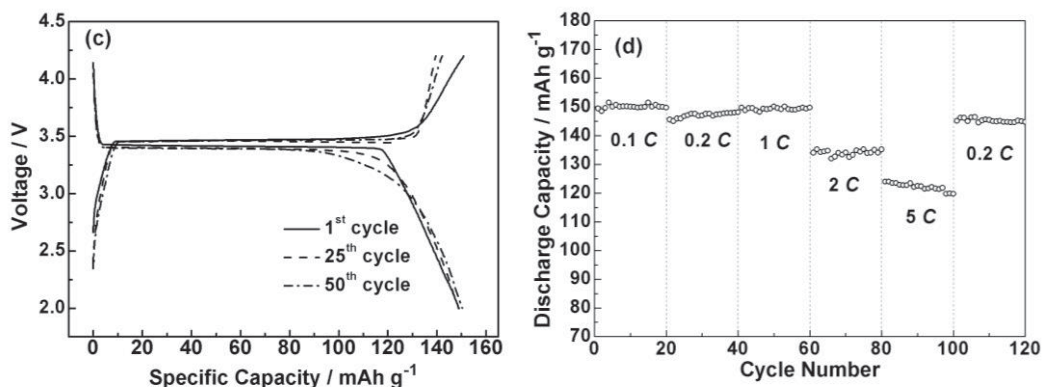 (c)
4.5
4.0
3.5
3.0
2.5
2.0
Voltage / V
1st cycle
25th cycle
50th cycle
0 20 40 60 80 100 120 140 160
Specific Capacity / mAh g-1
(d)
180
170
160
150
140
130
120
110
100
90
80
70
Discharge Capacity / mAh g-1
0.1 C
0.2 C
1 C
2 C
5 C
0.2 C
0 20 40 60 80 100 120
Cycle Number